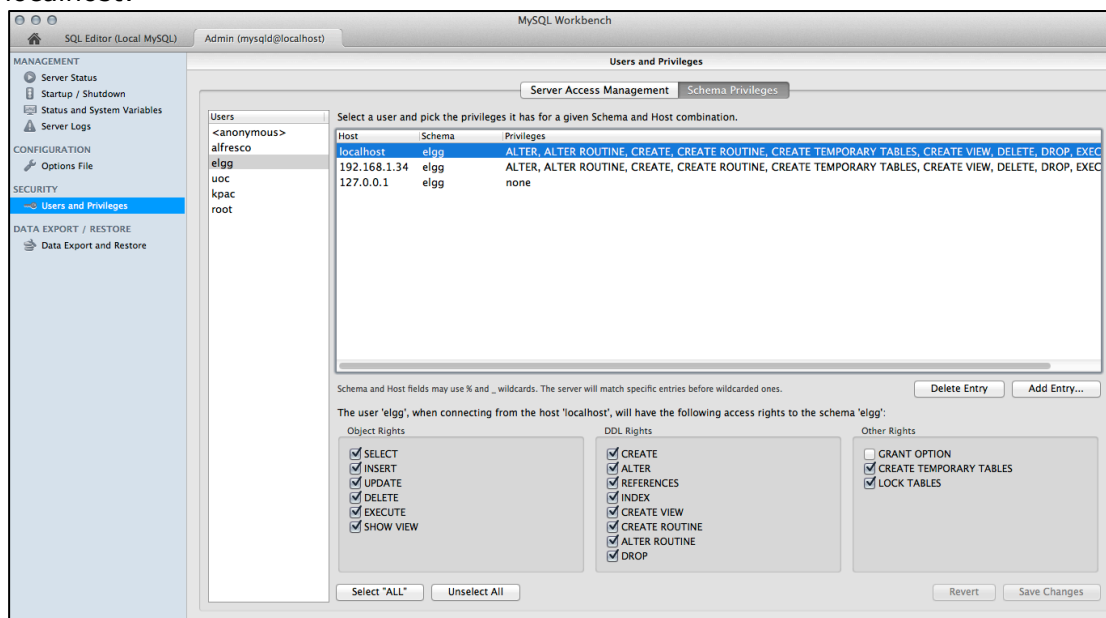 localhost.
MySQL Workbench
SQL Editor (Local MySQL) Admin (mysqld@localhost)
MANAGEMENT
Server Status
Startup / Shutdown
Status and System Variables
Server Logs
CONFIGURATION
Options File
SECURITY
Users and Privileges
DATA EXPORT / RESTORE
Data Export and Restore
Users and Privileges
Server Access Management Schema Privileges
Users
<anonymous>
alfresco
elgg
uoc
kpac
root
Select a user and pick the privileges it has for a given Schema and Host combination.
Host Schema Privileges
localhost elgg ALTER, ALTER ROUTINE, CREATE, CREATE ROUTINE, CREATE TEMPORARY TABLES, CREATE VIEW, DELETE, DROP, EXEC
192.168.1.34 elgg ALTER, ALTER ROUTINE, CREATE, CREATE ROUTINE, CREATE TEMPORARY TABLES, CREATE VIEW, DELETE, DROP, EXEC
127.0.0.1 elgg none
Schema and Host fields may use % and _ wildcards. The server will match specific entries before wildcarded ones.
Delete Entry Add Entry...
The user 'elgg', when connecting from the host 'localhost', will have the following access rights to the schema 'elgg':
Object Rights
SELECT
INSERT
UPDATE
DELETE
EXECUTE
SHOW VIEW
DDL Rights
CREATE
ALTER
REFERENCES
INDEX
CREATE VIEW
CREATE ROUTINE
ALTER ROUTINE
DROP
Other Rights
GRANT OPTION
CREATE TEMPORARY TABLES
LOCK TABLES
Select "ALL" Unselect All Revert Save Changes